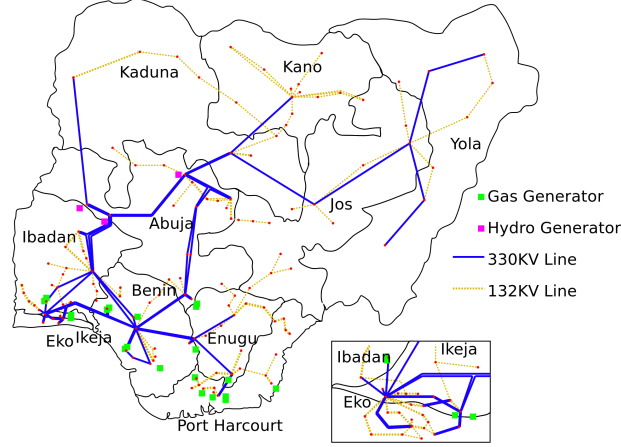 Kaduna
Kano
Yola
Jos
Abuja
Ibadan
Benin
Eko
Ikeja
Enugu
Port Harcourt
Gas Generator
Hydro Generator
330KV Line
132KV Line
Ibadan
Ikeja
Eko